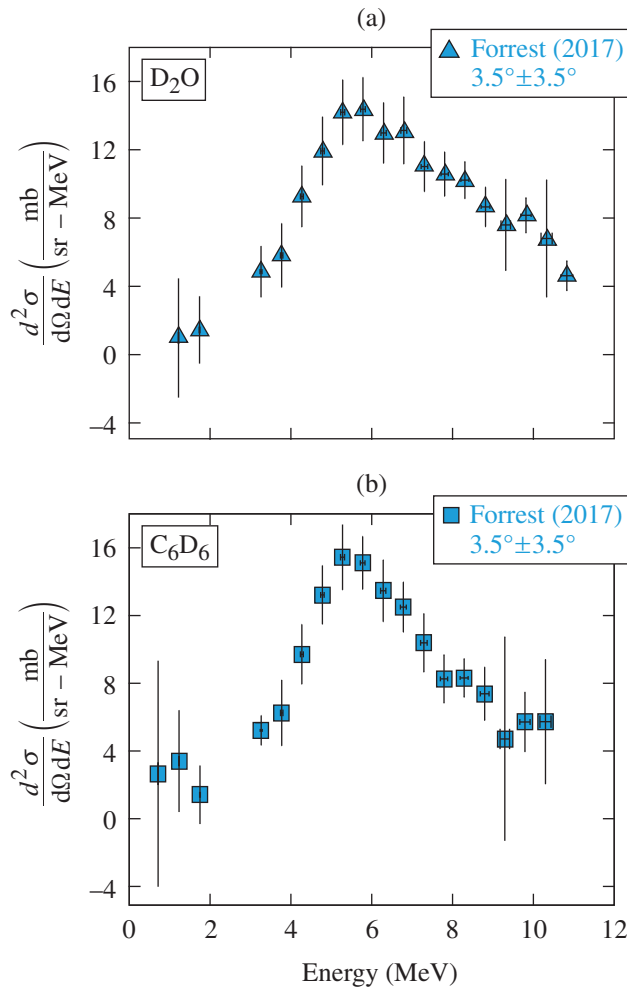 (a)
D₂O
Forrest (2017)
3.5°±3.5°
16
12
8
4
0
−4
d²σ/dΩdE (mb/sr – MeV)
(b)
C₆D₆
Forrest (2017)
3.5°±3.5°
16
12
8
4
0
−4
d²σ/dΩdE (mb/sr – MeV)
0 2 4 6 8 10 12
Energy (MeV)